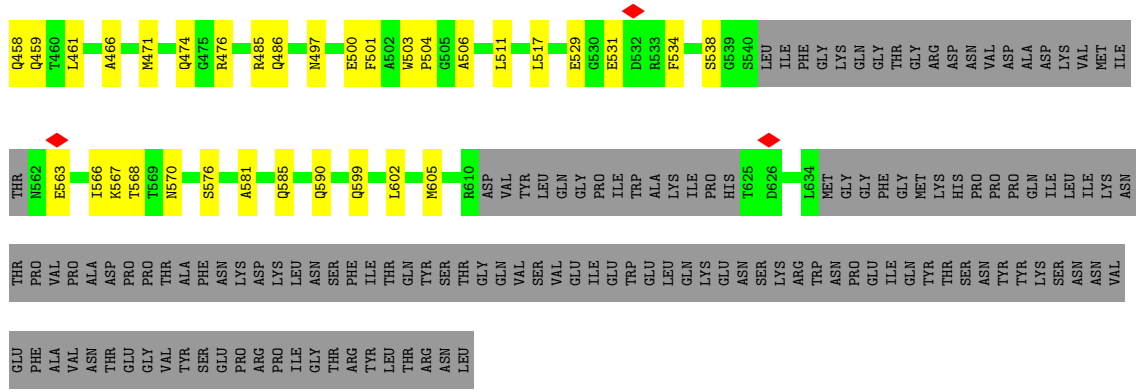 Q458 Q459 T460 L461 A466 M471 Q474 G475 R476 R485 Q486 N497 E500 F501 A502 W503 P504 G505 A506 L511 L517 E529 G530 E531 D532 R533 F534 S538 G539 S540 LEU ILE PHE GLY LYS GLN GLY THR GLY ARG ASP ASN VAL ASP ALA ASP LYS VAL MET ILE
THR N562 E563 I566 K567 T568 T569 N570 S576 A581 Q585 Q590 Q599 L602 M605 R610 ASP VAL TYR LEU GLN GLY PRO ILE TRP ALA LYS ILE PRO HIS T625 D626 L634 MET GLY GLY PHE GLY MET LYS HIS PRO PRO PRO GLN ILE LEU ILE LYS ASN
THR PRO VAL PRO ALA ASP PRO PRO THR ALA PHE ASN LYS ASP LYS LEU ASN SER PHE ILE THR GLN TYR SER THR GLY GLN VAL SER VAL GLU ILE GLU TRP GLU LEU GLN LYS GLU ASN SER LYS ARG TRP ASN PRO GLU ILE GLN TYR THR SER ASN TYR TYR LYS SER ASN ASN VAL
GLU PHE ALA VAL ASN THR GLU GLY VAL TYR SER GLU PRO ARG PRO ILE GLY THR ARG TYR LEU THR ARG ASN LEU